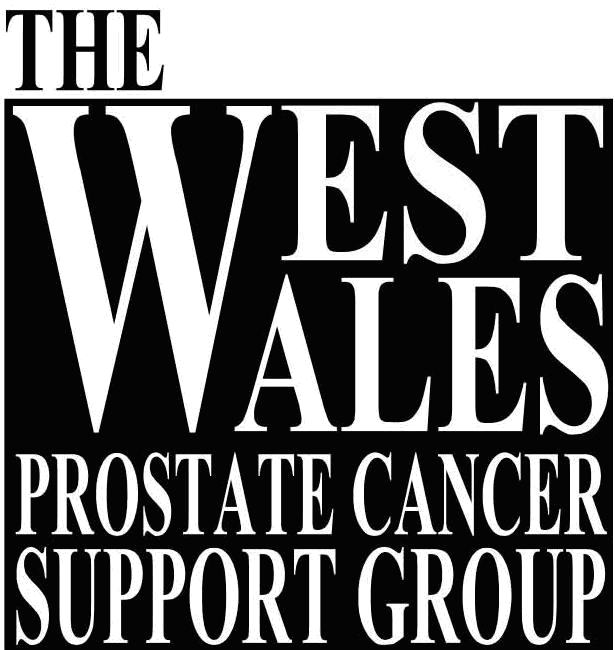 THE
WEST
WALES
PROSTATE CANCER
SUPPORT GROUP